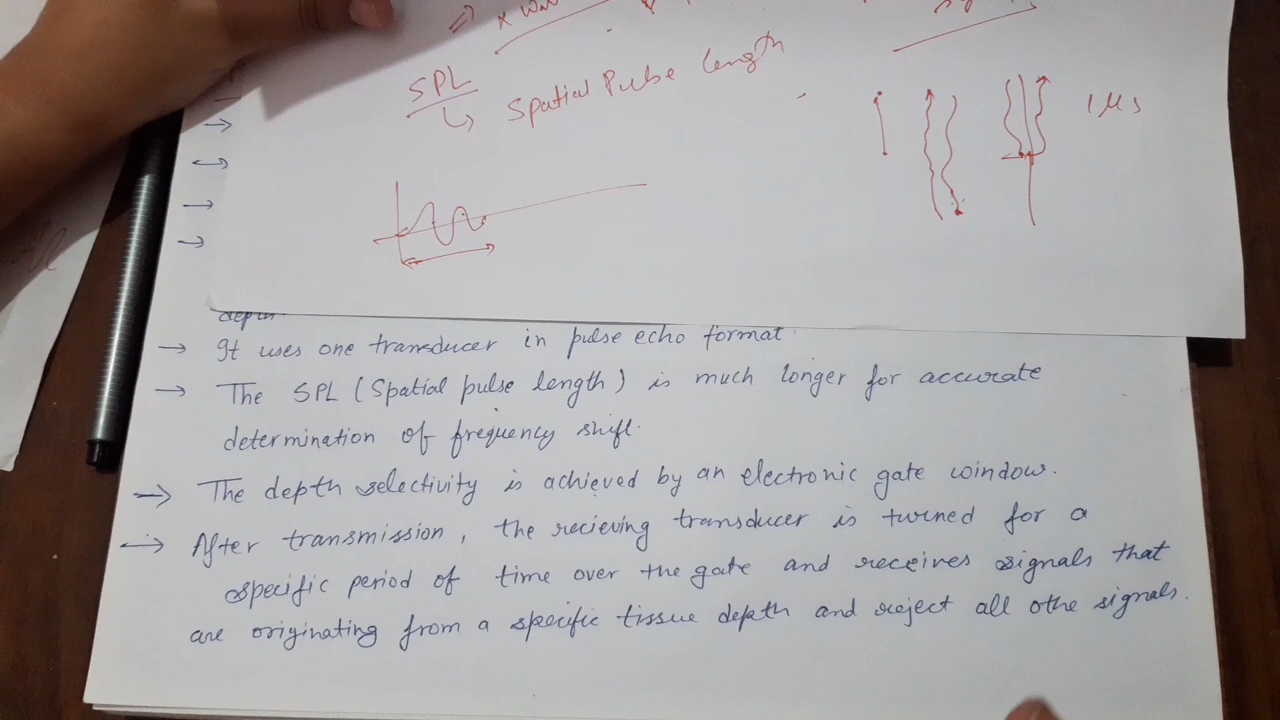 SPL
Spatial Pulse length
1 μs
depth.
It uses one transducer in pulse echo format.
The SPL (Spatial pulse length) is much longer for accurate
determination of frequency shift.
The depth selectivity is achieved by an electronic gate window.
After transmission, the recieving transducer is turned for a
specific period of time over the gate and receives signals that
are originating from a specific tissue depth and reject all othe signals.